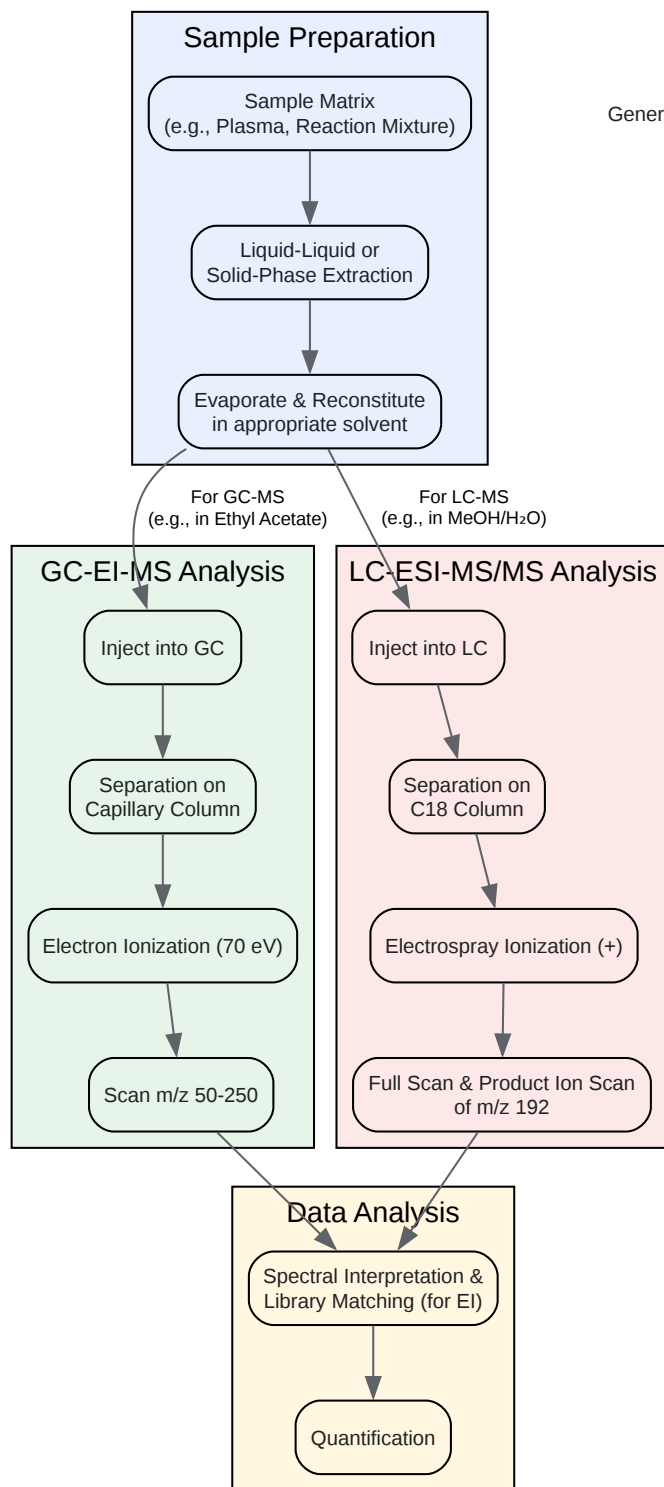 Sample Preparation
Sample Matrix
(e.g., Plasma, Reaction Mixture)
Gener
Liquid-Liquid or
Solid-Phase Extraction
Evaporate & Reconstitute
in appropriate solvent
For GC-MS
(e.g., in Ethyl Acetate)
For LC-MS
(e.g., in MeOH/H₂O)
GC-EI-MS Analysis
Inject into GC
Separation on
Capillary Column
Electron Ionization (70 eV)
Scan m/z 50-250
LC-ESI-MS/MS Analysis
Inject into LC
Separation on
C18 Column
Electrospray Ionization (+)
Full Scan & Product Ion Scan
of m/z 192
Data Analysis
Spectral Interpretation &
Library Matching (for EI)
Quantification